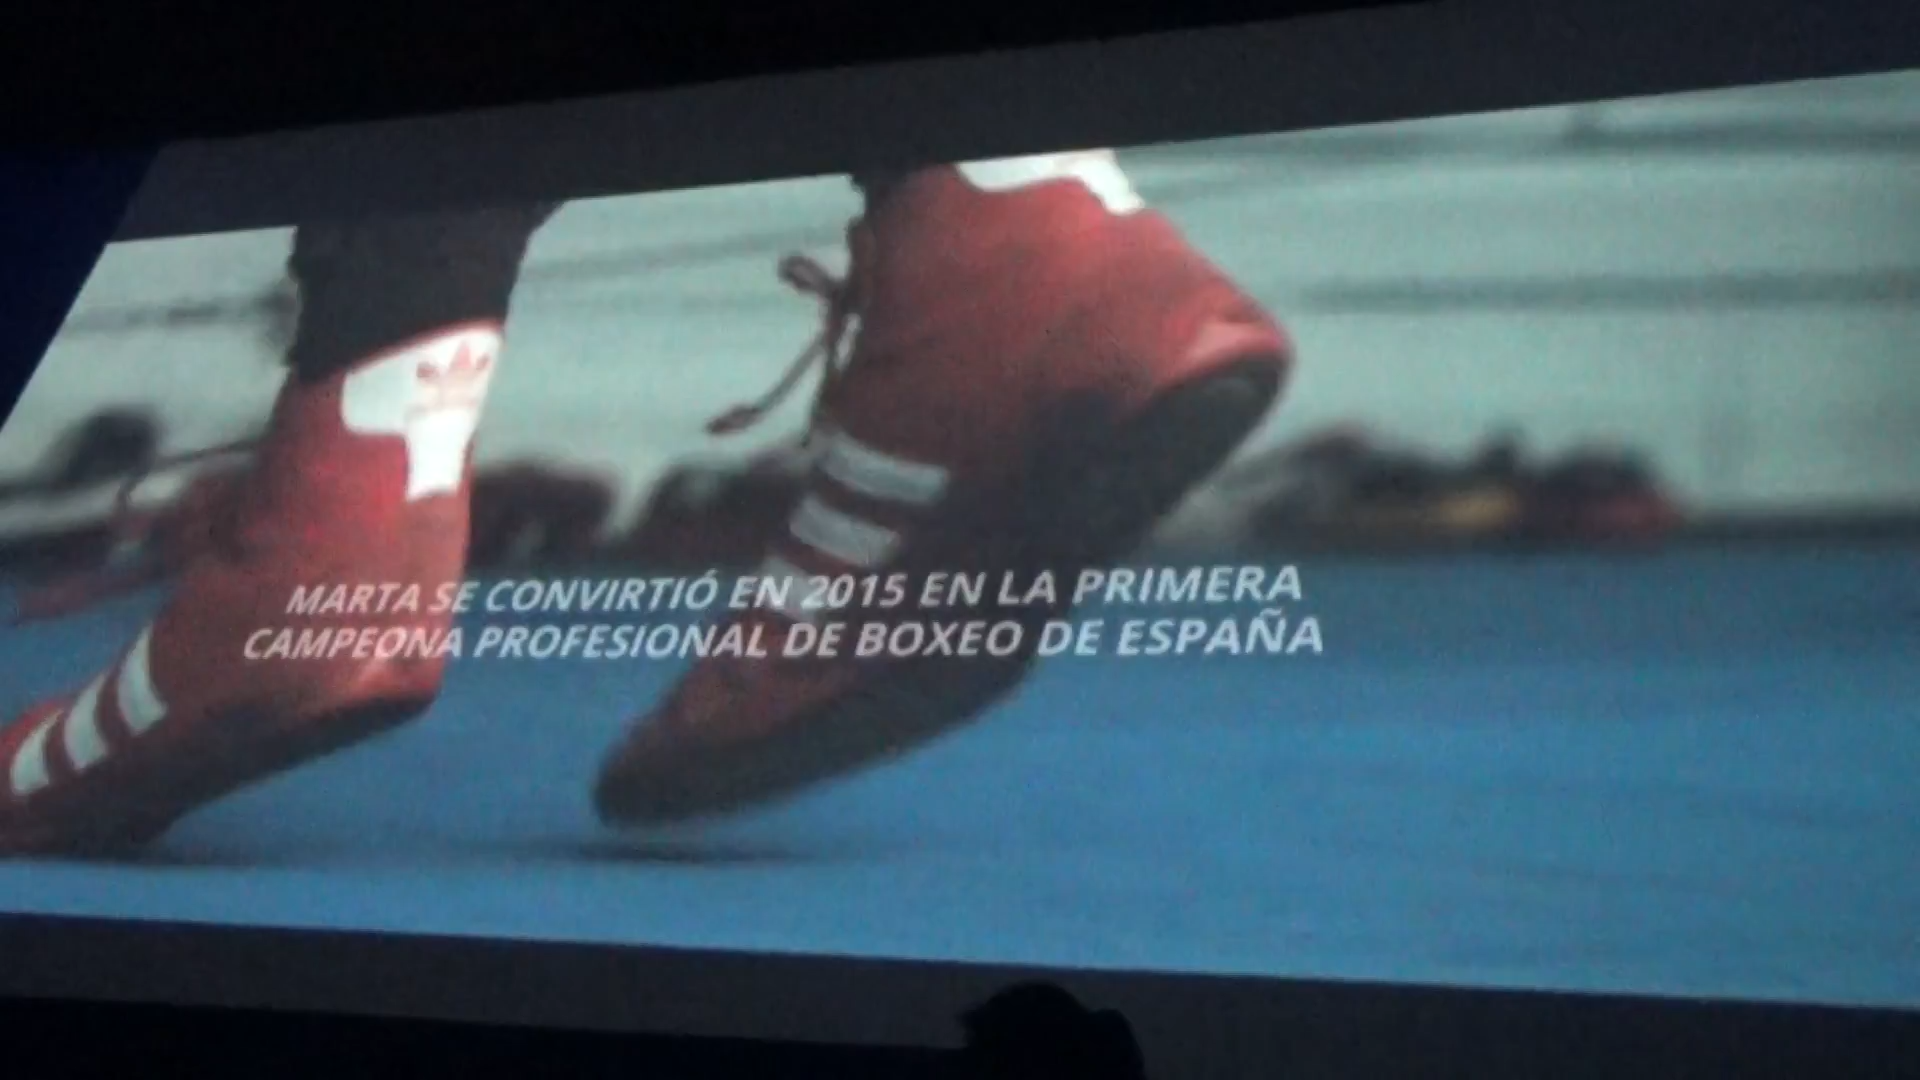 MARTA SE CONVIRTIÓ EN 2015 EN LA PRIMERA
CAMPEONA PROFESIONAL DE BOXEO DE ESPAÑA